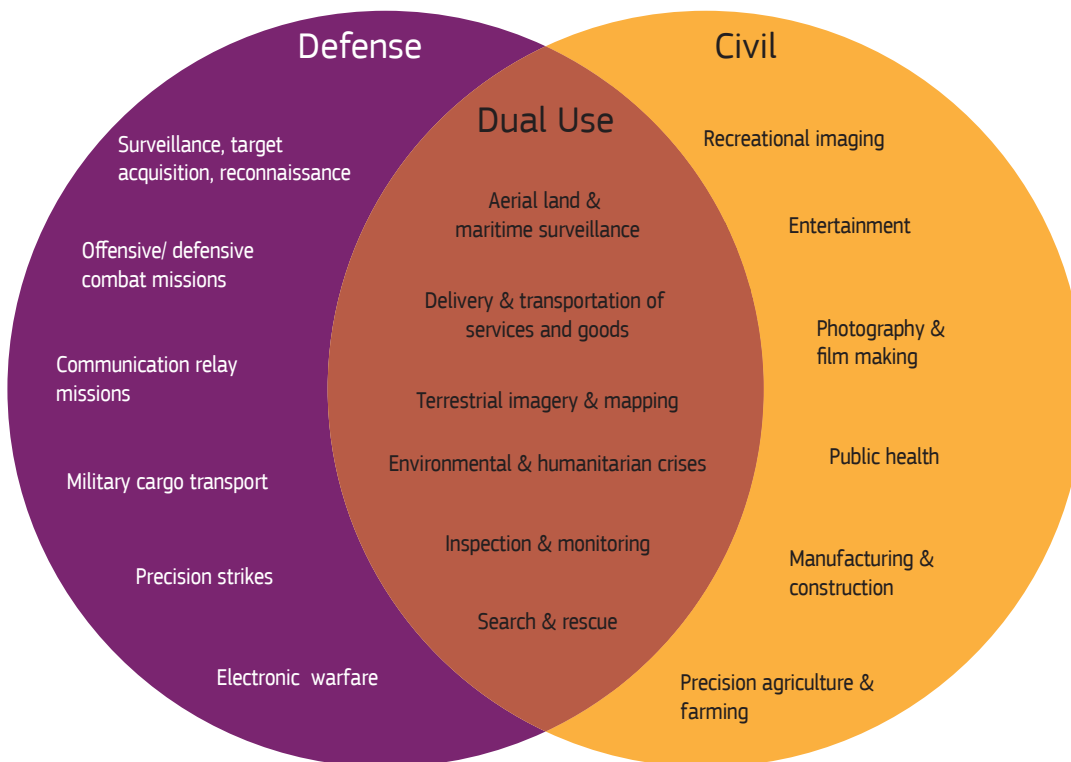 Defense
Surveillance, target
acquisition, reconnaissance
Offensive/ defensive
combat missions
Communication relay
missions
Military cargo transport
Precision strikes
Electronic warfare
Dual Use
Aerial land &
maritime surveillance
Delivery & transportation of
services and goods
Terrestrial imagery & mapping
Environmental & humanitarian crises
Inspection & monitoring
Search & rescue
Civil
Recreational imaging
Entertainment
Photography &
film making
Public health
Manufacturing &
construction
Precision agriculture &
farming